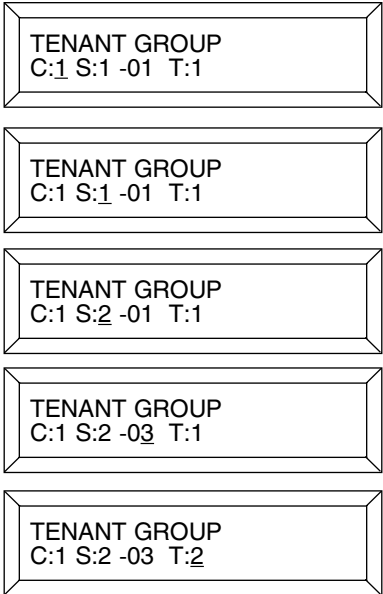 TENANT GROUP
C:1 S:1 -01 T:1
TENANT GROUP
C:1 S:1 -01 T:1
TENANT GROUP
C:1 S:2 -01 T:1
TENANT GROUP
C:1 S:2 -03 T:1
TENANT GROUP
C:1 S:2 -03 T:2